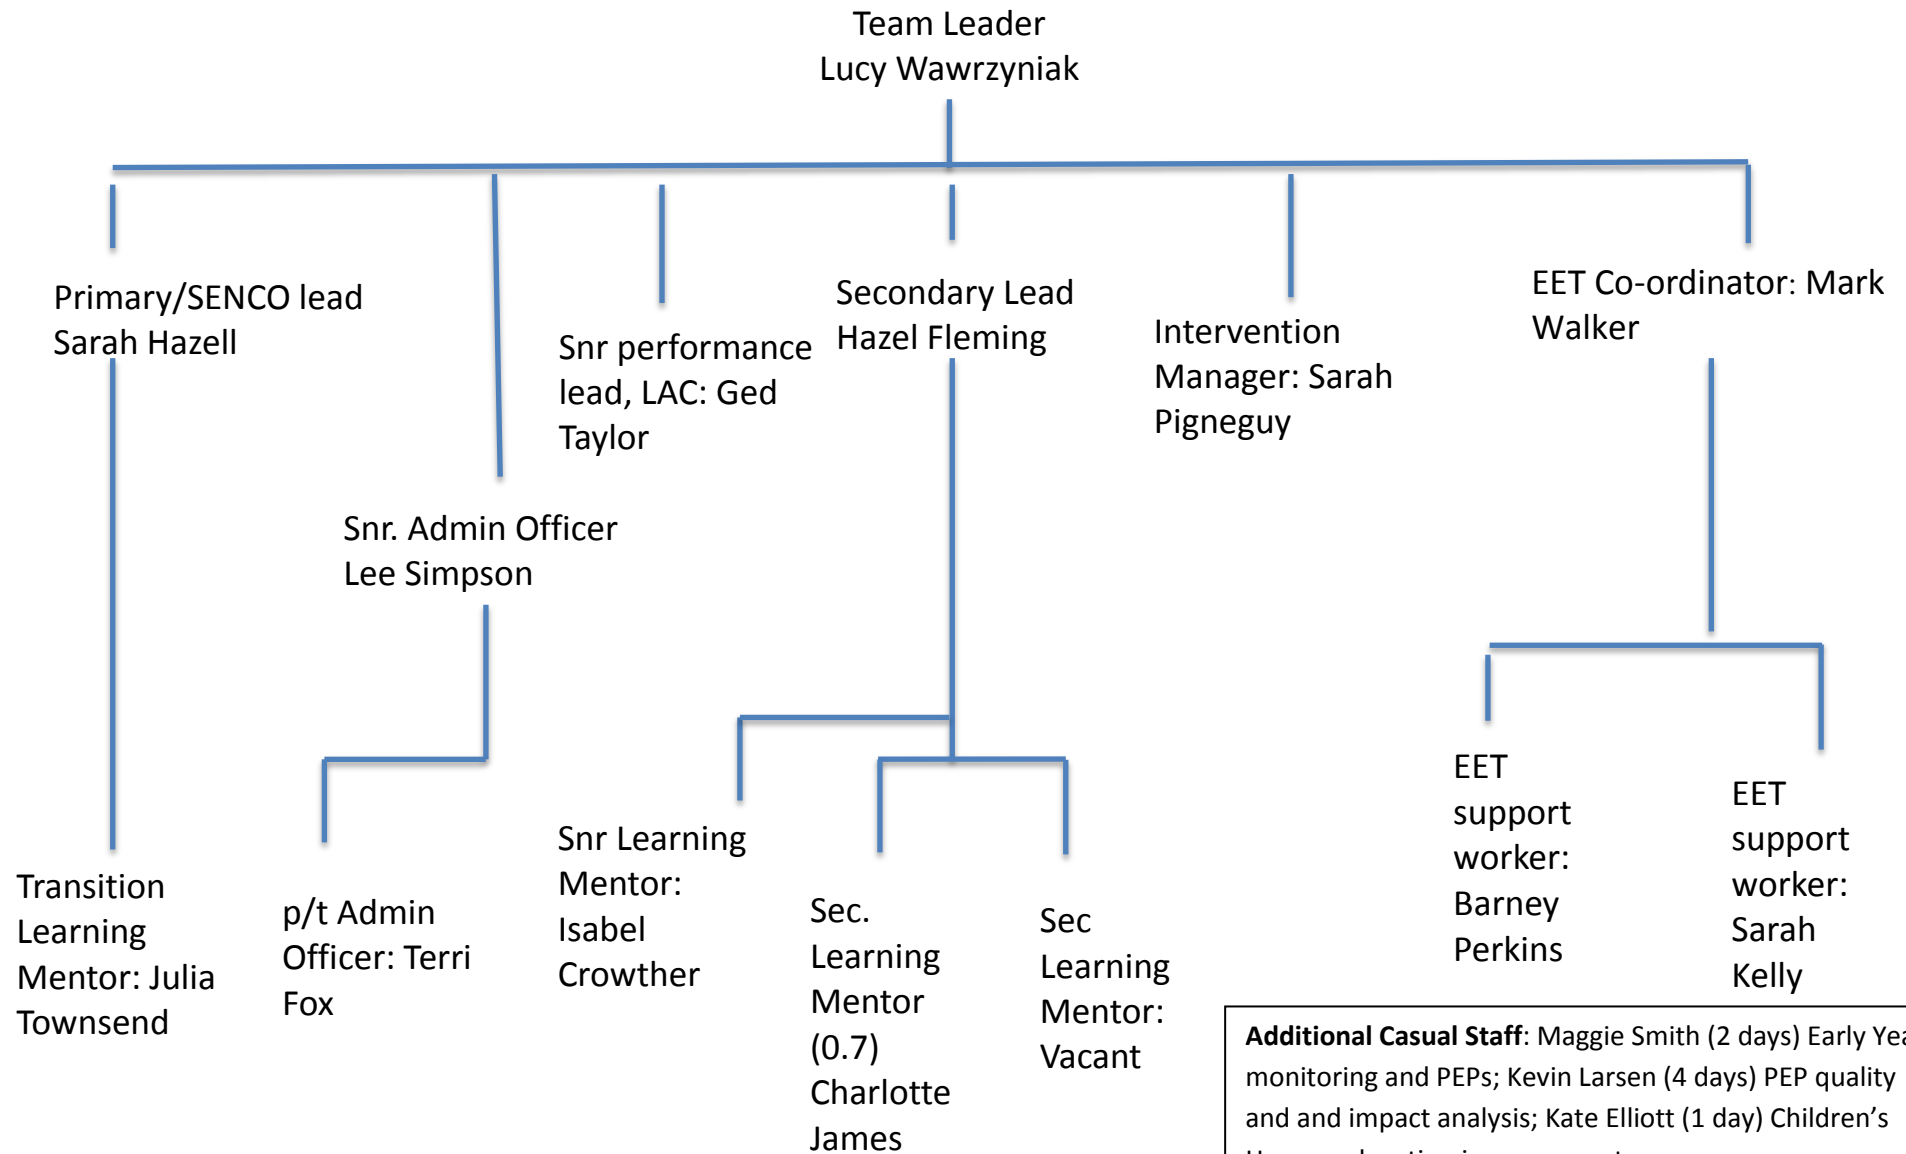 Team Leader
Lucy Wawrzyniak
Primary/SENCO lead
Sarah Hazell
Snr. Admin Officer
Lee Simpson
Snr performance
lead, LAC: Ged
Taylor
Secondary Lead
Hazel Fleming
Intervention
Manager: Sarah
Pigneguy
EET Co-ordinator: Mark
Walker
Transition
Learning
Mentor: Julia
Townsend
p/t Admin
Officer: Terri
Fox
Snr Learning
Mentor:
Isabel
Crowther
Sec.
Learning
Mentor
(0.7)
Charlotte
James
Sec
Learning
Mentor:
Vacant
EET
support
worker:
Barney
Perkins
EET
support
worker:
Sarah
Kelly
Additional Casual Staff: Maggie Smith (2 days) Early
monitoring and PEPs; Kevin Larsen (4 days) PEP quality
and and impact analysis; Kate Elliott (1 day) Children's